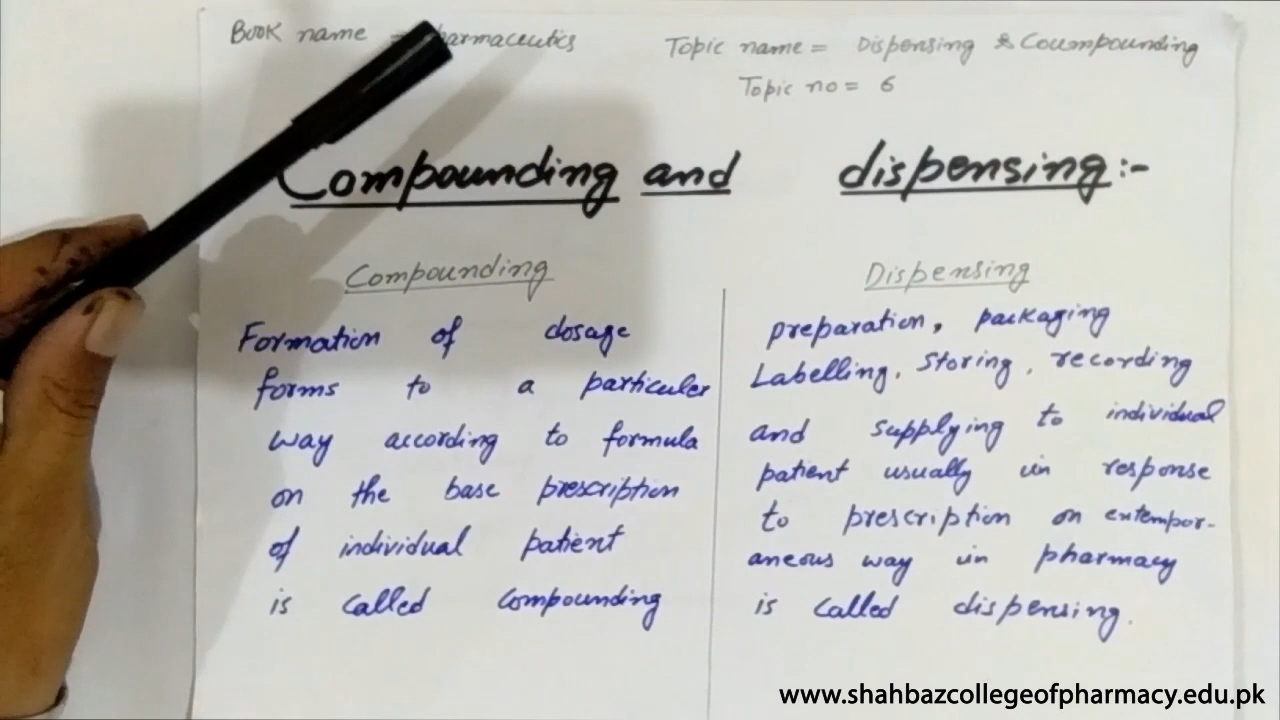 Book name = Pharmaceutics
Topic name = Dispensing & Coumpounding
Topic no = 6
Compounding and dispensing:-
Compounding
Formation of dosage
forms to a particuler
way according to formula
on the base prescription
of individual patient
is called compounding
Dispensing
preparation, packaging
Labelling, storing, recording
and supplying to individual
patient usually in response
to prescription on extempor-
aneous way in pharmacy
is called dispensing.
www.shahbazcollegeofpharmacy.edu.pk